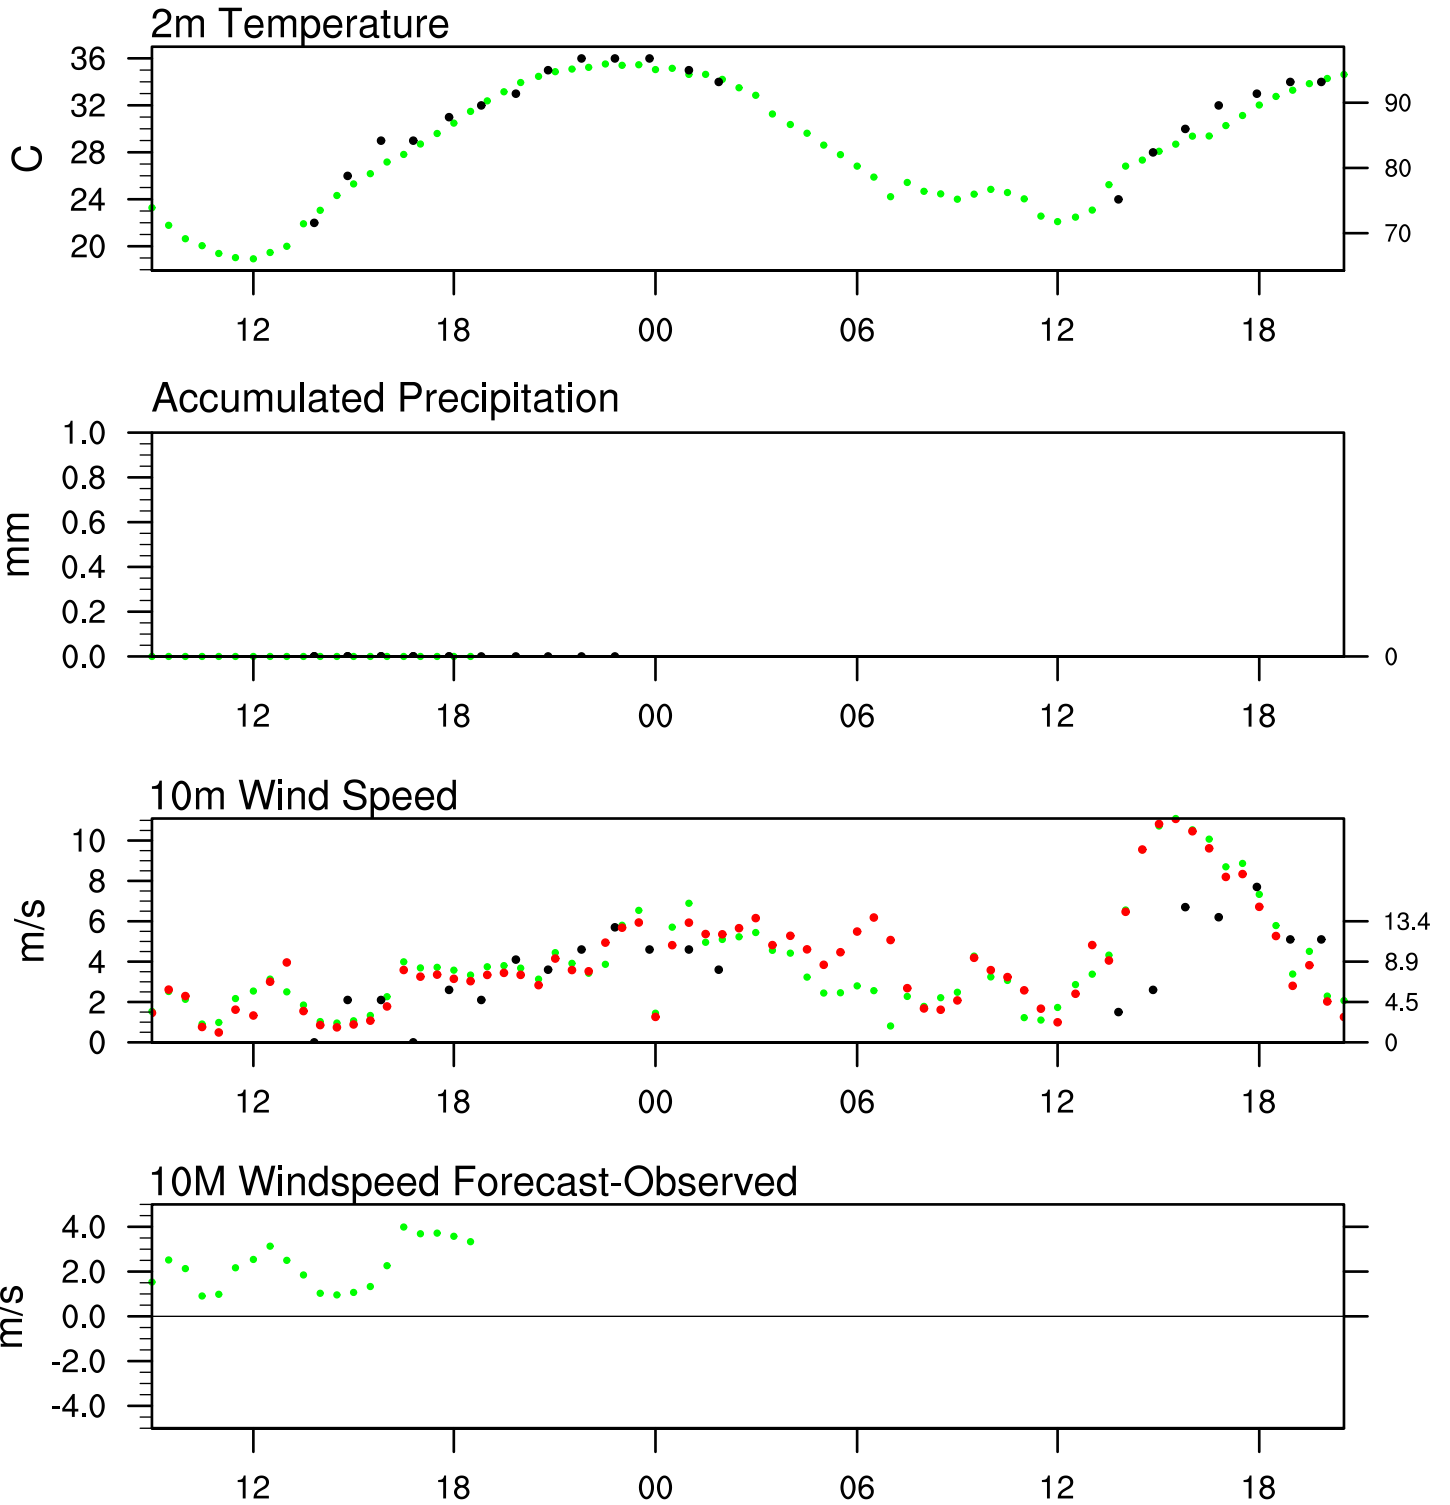 2m Temperature
36
32
28
24
20
C
90
80
70
12 18 00 06 12 18
Accumulated Precipitation
1.0
0.8
0.6
0.4
0.2
0.0
mm
0
12 18 00 06 12 18
10m Wind Speed
10
8
6
4
2
0
m/s
13.4
8.9
4.5
0
12 18 00 06 12 18
10M Windspeed Forecast-Observed
4.0
2.0
0.0
-2.0
-4.0
m/s
12 18 00 06 12 18